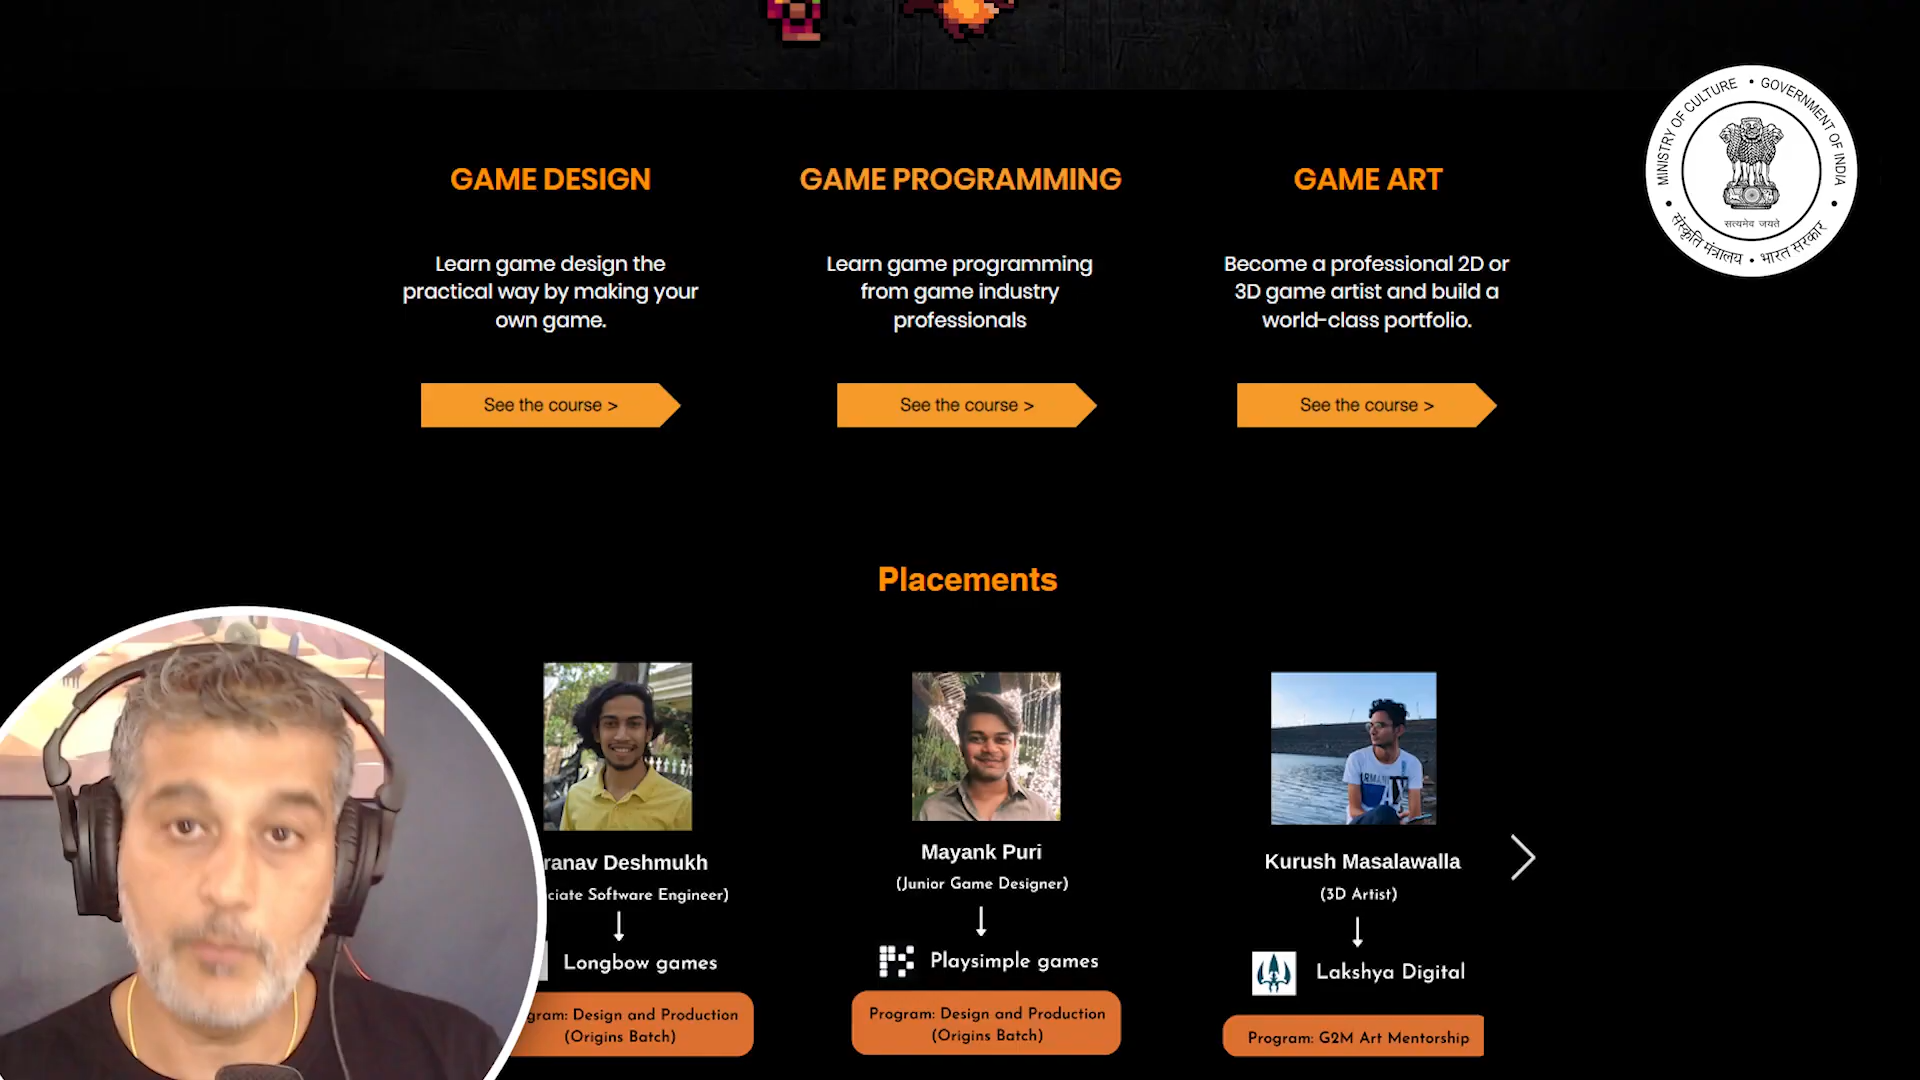 MINISTRY OF CULTURE • GOVERNMENT OF INDIA
सत्यमेव जयते
संस्कृति मंत्रालय • भारत सरकार
GAME DESIGN
Learn game design the
practical way by making your
own game.
See the course >
GAME PROGRAMMING
Learn game programming
from game industry
professionals
See the course >
GAME ART
Become a professional 2D or
3D game artist and build a
world-class portfolio.
See the course >
Placements
ranav Deshmukh
ciate Software Engineer)
Longbow games
gram: Design and Production
(Origins Batch)
Mayank Puri
(Junior Game Designer)
Playsimple games
Program: Design and Production
(Origins Batch)
Kurush Masalawalla
(3D Artist)
Lakshya Digital
Program: G2M Art Mentorship